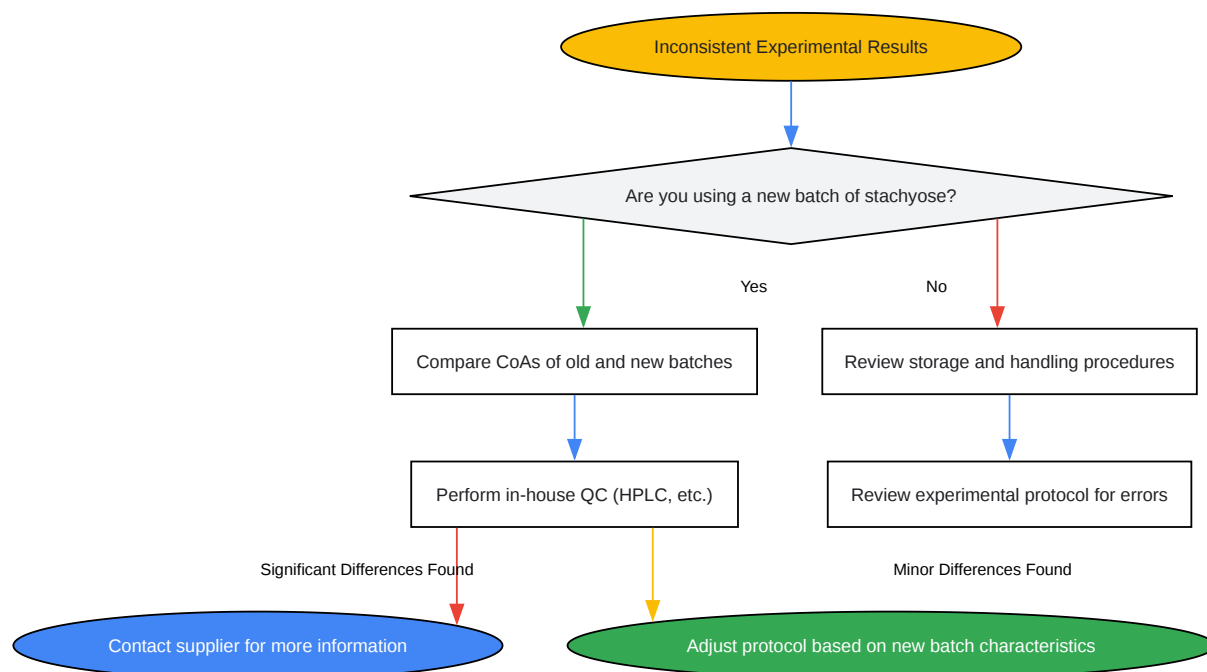 Inconsistent Experimental Results
Are you using a new batch of stachyose?
Yes
No
Compare CoAs of old and new batches
Review storage and handling procedures
Perform in-house QC (HPLC, etc.)
Review experimental protocol for errors
Significant Differences Found
Minor Differences Found
Contact supplier for more information
Adjust protocol based on new batch characteristics